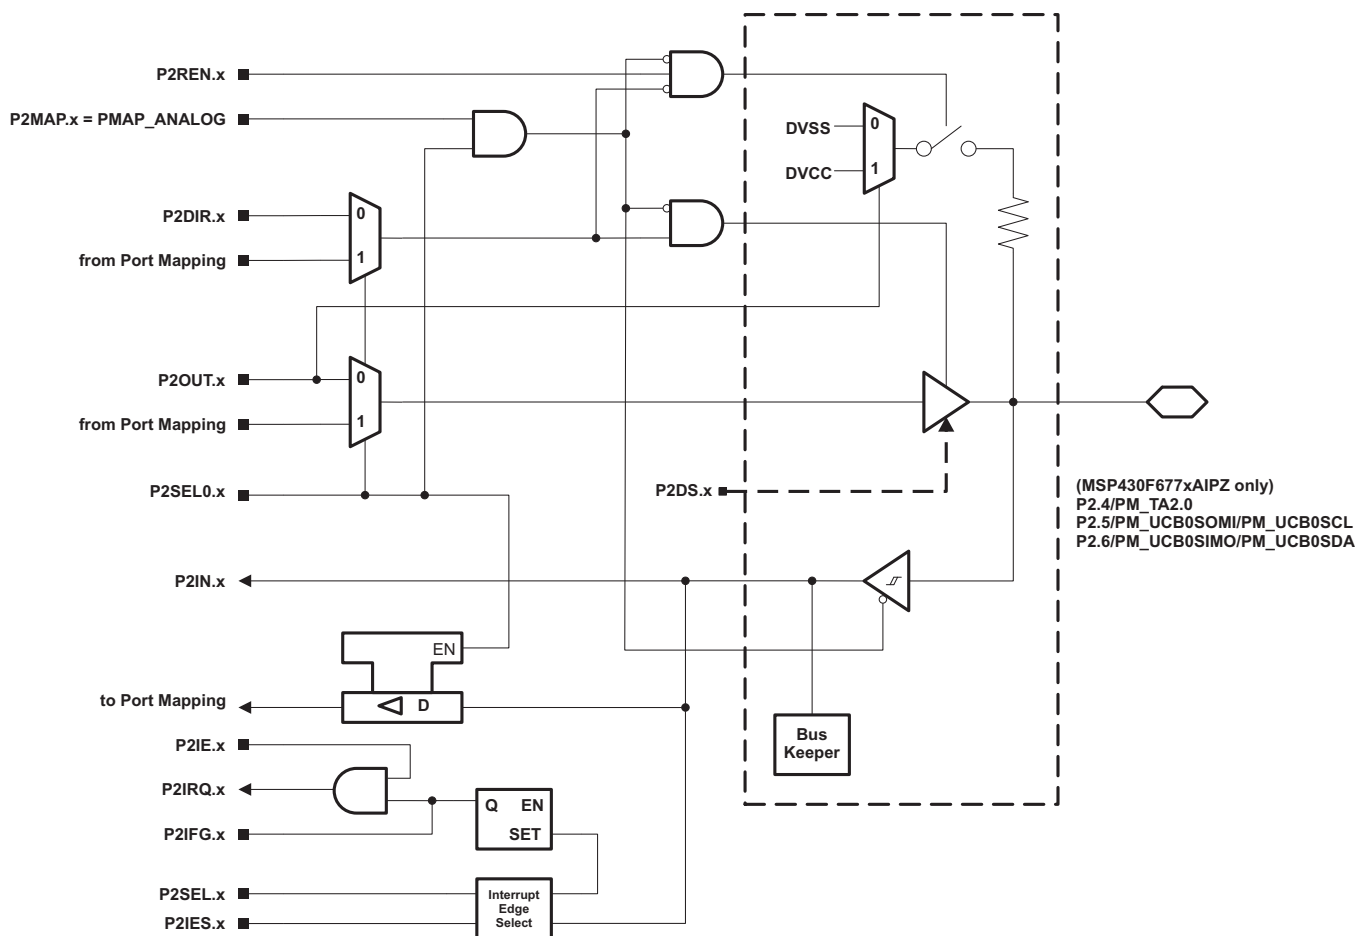 P2REN.x
P2MAP.x = PMAP_ANALOG
DVSS
0
DVCC
1
P2DIR.x
0
from Port Mapping
1
P2OUT.x
0
from Port Mapping
1
P2SEL0.x
P2DS.x
(MSP430F677xAIPZ only)
P2.4/PM_TA2.0
P2.5/PM_UCB0SOMI/PM_UCB0SCL
P2.6/PM_UCB0SIMO/PM_UCB0SDA
P2IN.x
EN
to Port Mapping
D
Bus
Keeper
P2IE.x
P2IRQ.x
Q EN
SET
P2IFG.x
P2SEL.x
P2IES.x
Interrupt
Edge
Select